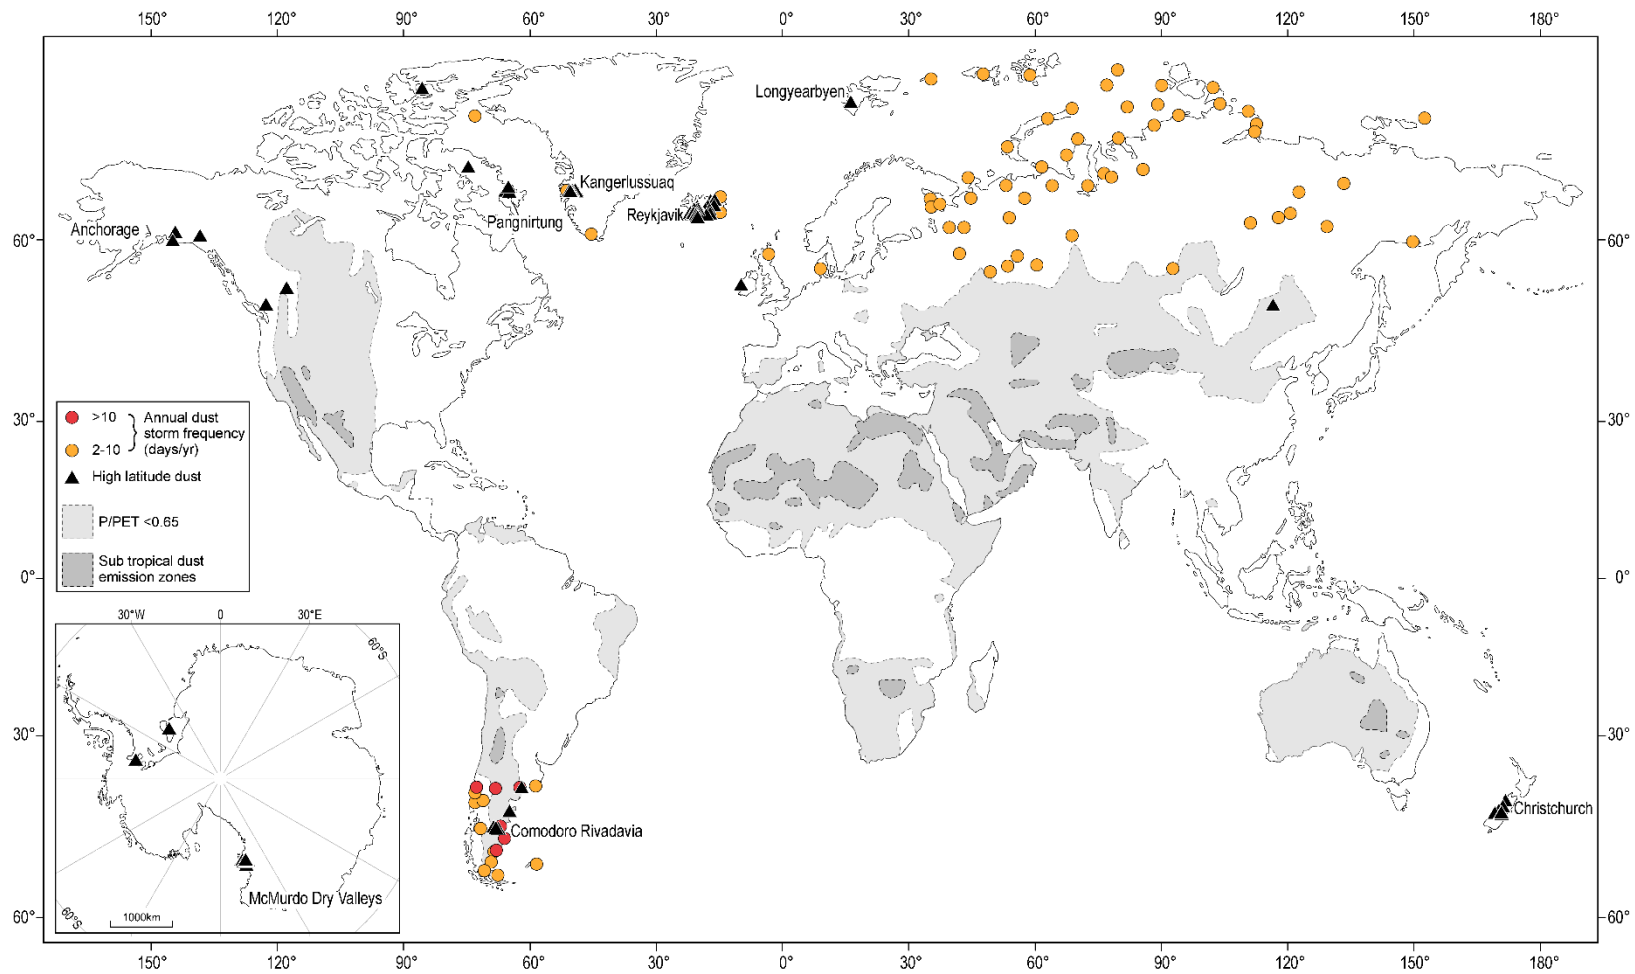 150° 120° 90° 60° 30° 0° 30° 60° 90° 120° 150° 180°
Longyearbyen
Kangerlussuaq
Pangnirtung
Reykjavik
Anchorage
60° 60°
30° 30°
>10 Annual dust
storm frequency
2-10 (days/yr)
High latitude dust
P/PET <0.65
Sub tropical dust
emission zones
0° 0°
30°W 0 30°E
60°S
30° 30°
Christchurch
Comodoro Rivadavia
McMurdo Dry Valleys
1000km
60°S
60° 60°
150° 120° 90° 60° 30° 0° 30° 60° 90° 120° 150° 180°